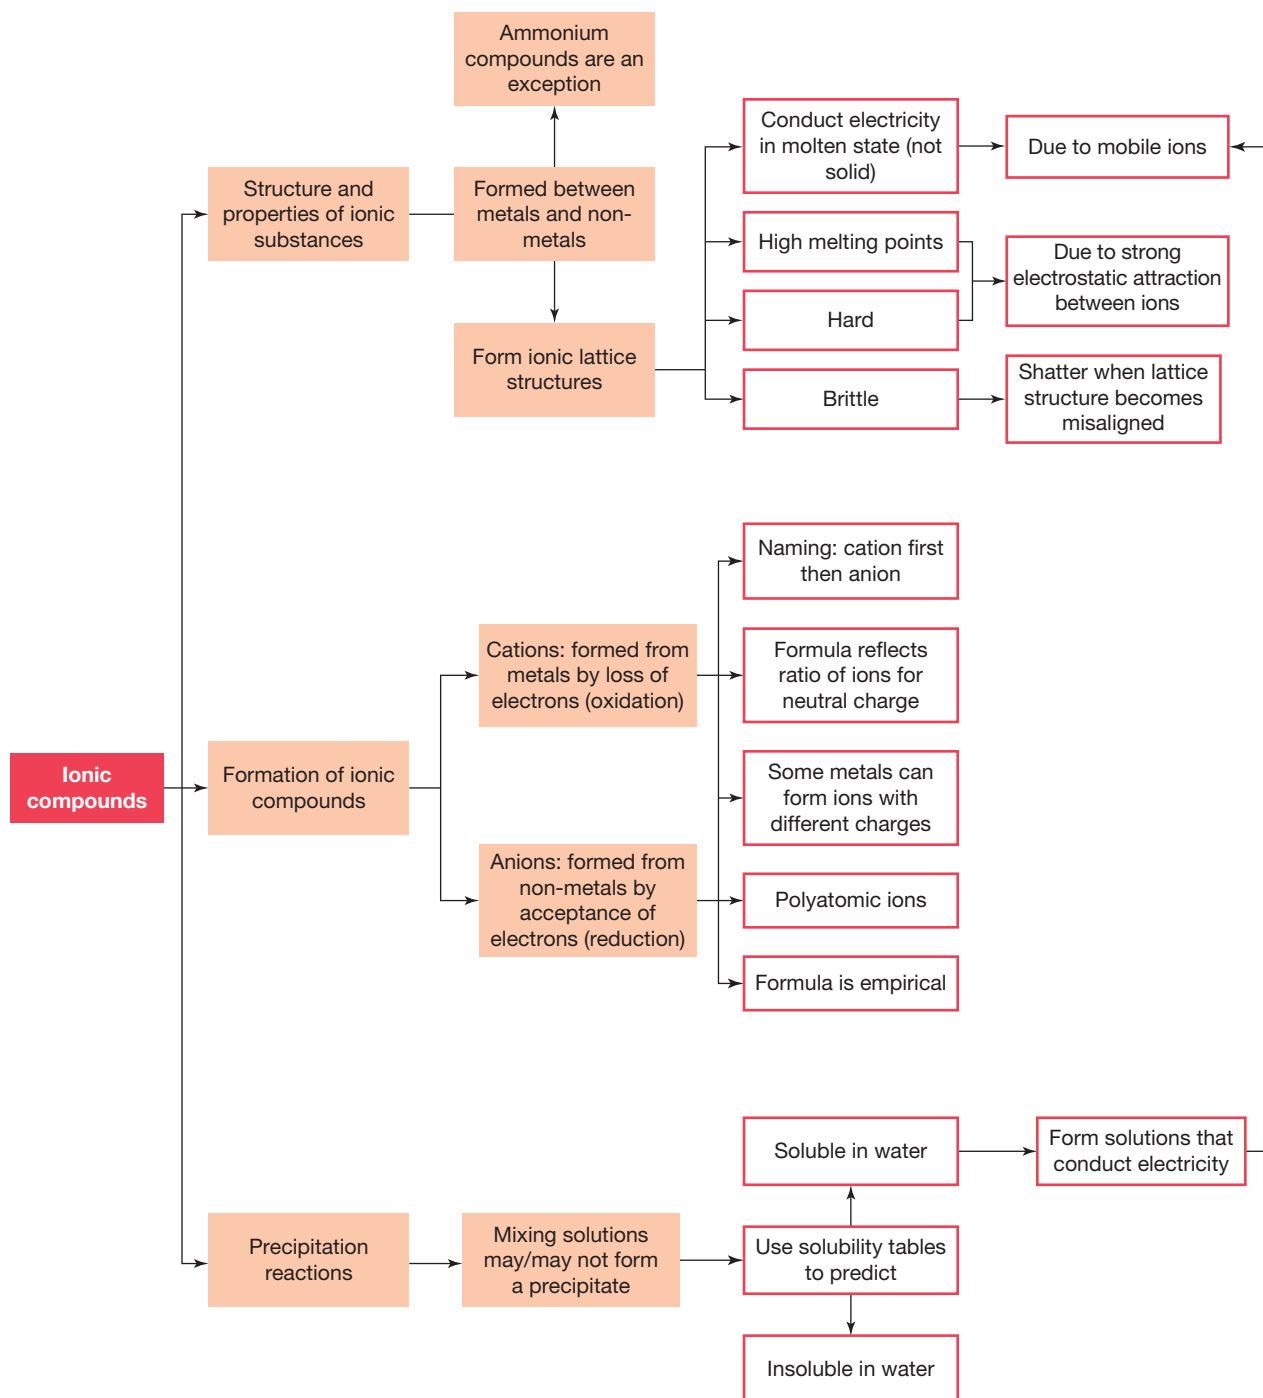 Ammonium
compounds are an
exception
Conduct electricity
in molten state (not
solid)
Due to mobile ions
Structure and
properties of ionic
substances
Formed between
metals and non-
metals
High melting points
Due to strong
electrostatic attraction
between ions
Hard
Form ionic lattice
structures
Brittle
Shatter when lattice
structure becomes
misaligned
Naming: cation first
then anion
Cations: formed from
metals by loss of
electrons (oxidation)
Formula reflects
ratio of ions for
neutral charge
Ionic
compounds
Formation of ionic
compounds
Some metals can
form ions with
different charges
Anions: formed from
non-metals by
acceptance of
electrons (reduction)
Polyatomic ions
Formula is empirical
Soluble in water
Form solutions that
conduct electricity
Precipitation
reactions
Mixing solutions
may/may not form
a precipitate
Use solubility tables
to predict
Insoluble in water